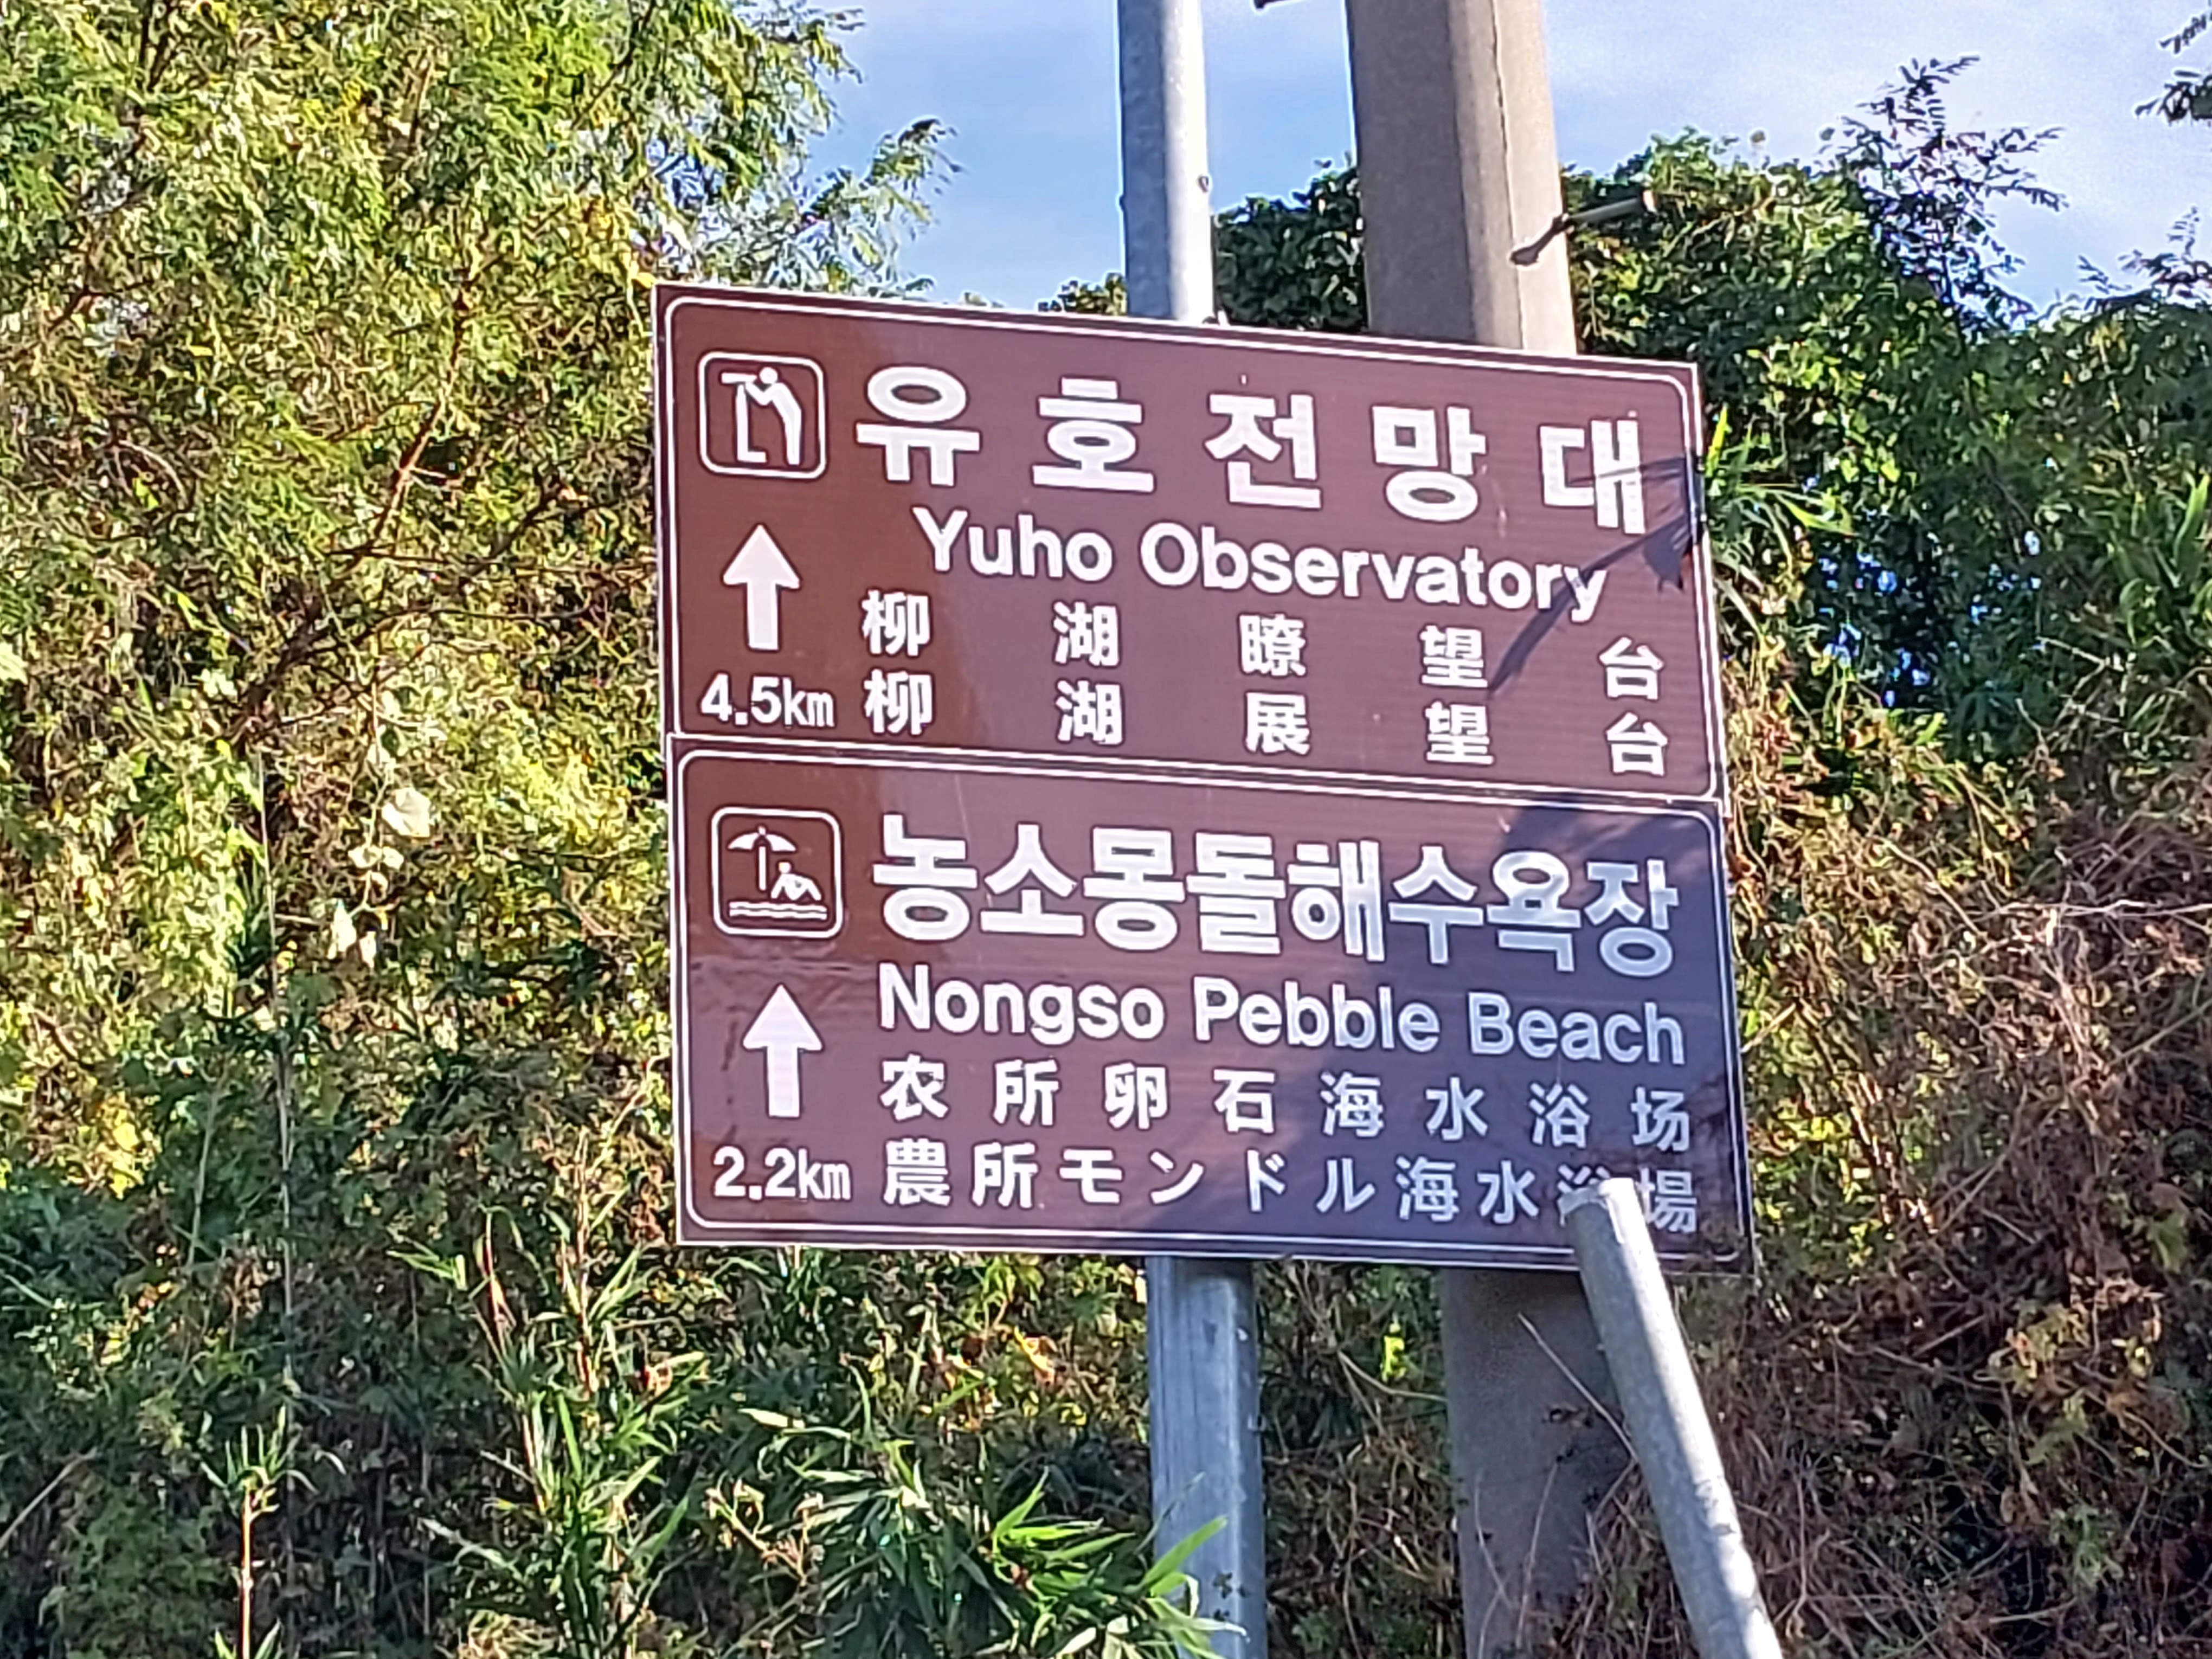 유호전망대
Yuho Observatory
柳湖瞭望台
4.5km 柳湖展望台
농소몽돌해수욕장
Nongso Pebble Beach
农所卵石海水浴场
2.2km 農所モンドル海水浴場